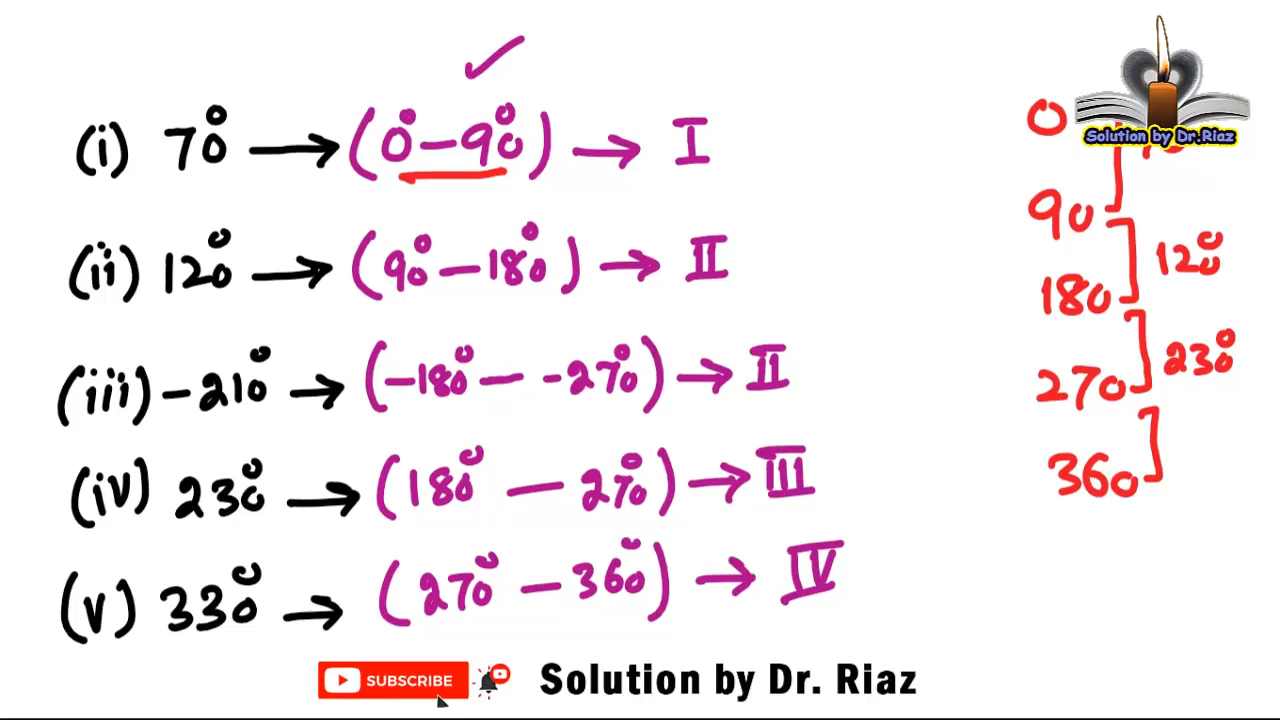 (i) 70° → (0° – 90°) → I
(ii) 120° → (90° – 180°) → II
(iii) -210° → (-180° – -270°) → II
(iv) 230° → (180° – 270°) → III
(v) 330° → (270° – 360°) → IV
0
90
180
270
360
120°
230°
Solution by Dr.Riaz
SUBSCRIBE
Solution by Dr. Riaz